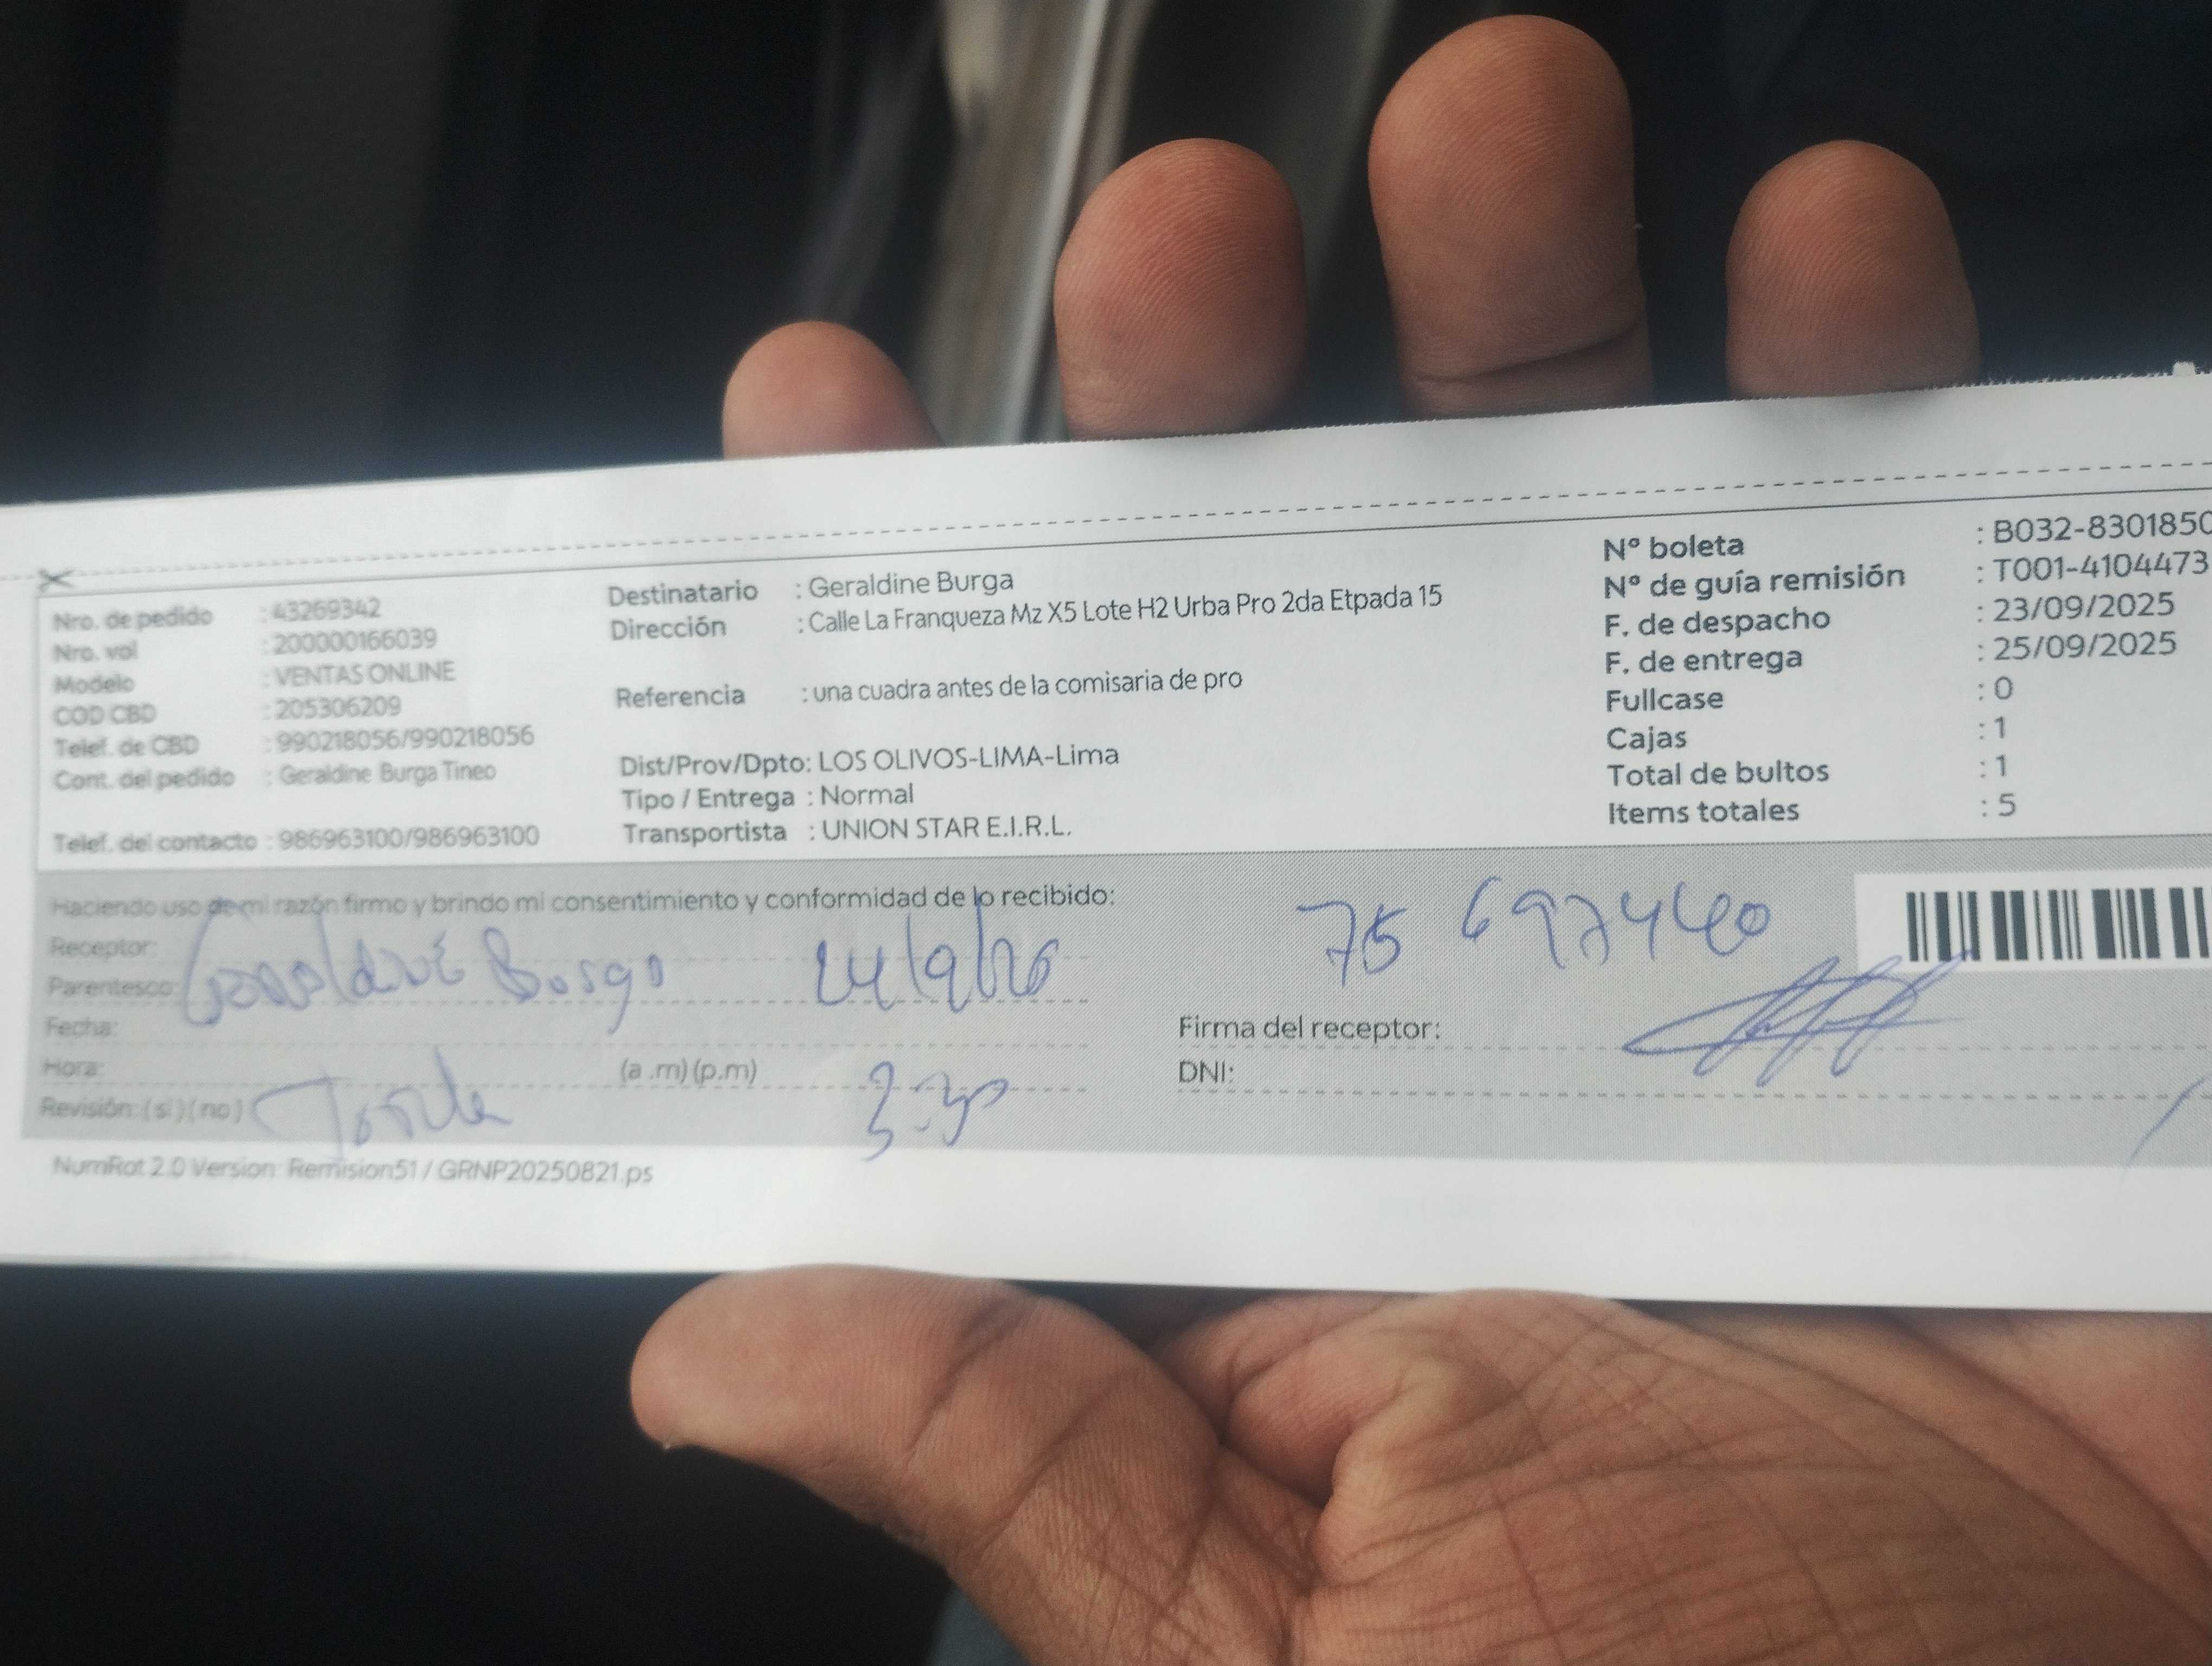 Nro. de pedido : 43269342
Nro. vol : 200000166039
Modelo : VENTAS ONLINE
COD CBD : 205306209
Telef. de CBD : 990218056/990218056
Cont. del pedido : Geraldine Burga Tineo
Telef. del contacto : 986963100/986963100
Destinatario : Geraldine Burga
Dirección : Calle La Franqueza Mz X5 Lote H2 Urba Pro 2da Etpada 15
Referencia : una cuadra antes de la comisaria de pro
Dist/Prov/Dpto: LOS OLIVOS-LIMA-Lima
Tipo / Entrega : Normal
Transportista : UNION STAR E.I.R.L.
Nº boleta : B032-8301850
Nº de guía remisión : T001-4104473
F. de despacho : 23/09/2025
F. de entrega : 25/09/2025
Fullcase : 0
Cajas : 1
Total de bultos : 1
Items totales : 5
Haciendo uso de mi razón firmo y brindo mi consentimiento y conformidad de lo recibido:
Receptor:
Parentesco:
Fecha:
Hora: (a .m) (p.m)
Revisión: (si) (no)
Firma del receptor:
DNI:
NumRot 2.0 Version: Remision51 / GRNP20250821.ps